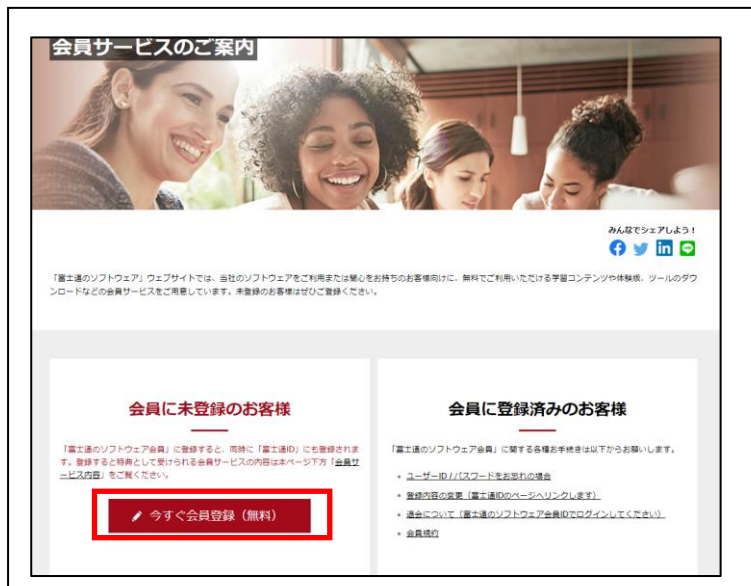 会員サービスのご案内
みんなでシェアしよう！
「富士通のソフトウェア」ウェブサイトでは、当社のソフトウェアをご利用または関心をお持ちのお客様向けに、無料でご利用いただける学習コンテンツや体験版、ツールのダウ
ンロードなどの会員サービスをご用意しています。未登録のお客様はぜひご登録ください。
会員に未登録のお客様
「富士通のソフトウェア会員」に登録すると、同時に「富士通ID」にも登録されま
す。登録すると特典として受けられる会員サービスの内容は本ページ下方「会員サ
ービス内容」をご覧ください。
今すぐ会員登録（無料）
会員に登録済みのお客様
「富士通のソフトウェア会員」に関する各種お手続きは以下からお願いします。
ユーザーID / パスワードをお忘れの場合
登録内容の変更（富士通IDのページへリンクします）
退会について（富士通のソフトウェア会員IDでログインしてください）
会員規約